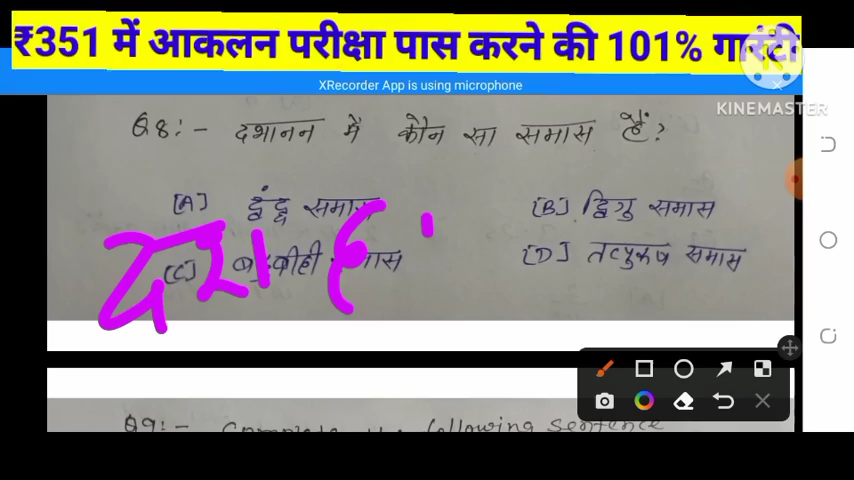 ₹351 में आकलन परीक्षा पास करने की 101% गारंटी
XRecorder App is using microphone
KINEMASTER
Q8:- दशानन में कौन सा समास है?
[A] द्वंद्व समास [B] द्विगु समास
[C] समास [D] तत्पुरुष समास
दश
Q9:- Complete the following sentence